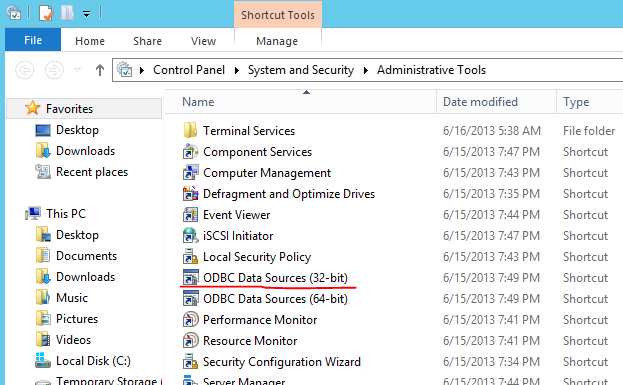 Shortcut Tools
File Home Share View Manage
Control Panel System and Security Administrative Tools
Favorites
Desktop
Downloads
Recent places
This PC
Desktop
Documents
Downloads
Music
Pictures
Videos
Local Disk (C:)
Temporary Storage (
Name Date modified Type
Terminal Services 6/16/2013 5:38 AM File folder
Component Services 6/15/2013 7:47 PM Shortcut
Computer Management 6/15/2013 7:43 PM Shortcut
Defragment and Optimize Drives 6/15/2013 7:35 PM Shortcut
Event Viewer 6/15/2013 7:44 PM Shortcut
iSCSI Initiator 6/15/2013 7:47 PM Shortcut
Local Security Policy 6/15/2013 7:43 PM Shortcut
ODBC Data Sources (32-bit) 6/15/2013 7:49 PM Shortcut
ODBC Data Sources (64-bit) 6/15/2013 7:49 PM Shortcut
Performance Monitor 6/15/2013 7:41 PM Shortcut
Resource Monitor 6/15/2013 7:41 PM Shortcut
Security Configuration Wizard 6/15/2013 7:34 PM Shortcut
Server Manager 6/15/2013 7:44 PM Shortcut